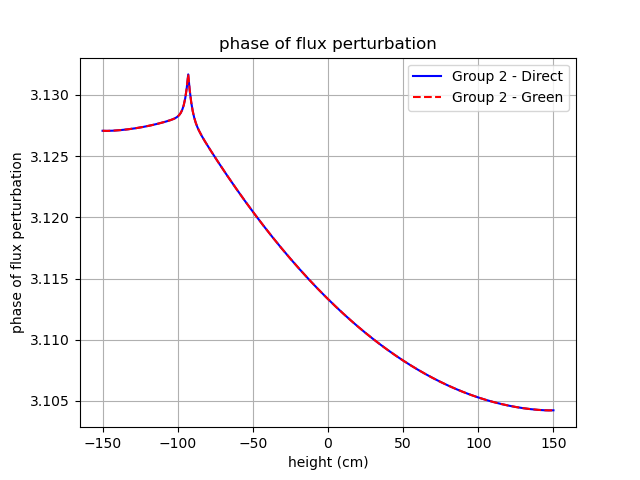 phase of flux perturbation
Group 2 - Direct
Group 2 - Green
phase of flux perturbation
3.130
3.125
3.120
3.115
3.110
3.105
−150
−100
−50
0
50
100
150
height (cm)